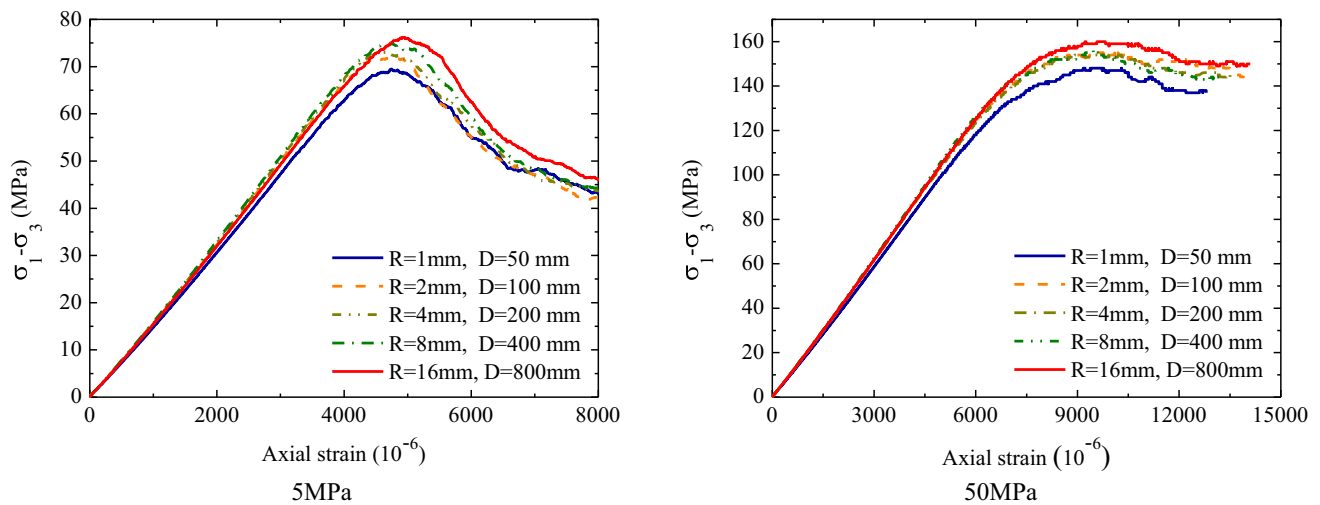 80
70
60
50
40
30
20
10
0
σ1-σ3 (MPa)
R=1mm, D=50 mm
R=2mm, D=100 mm
R=4mm, D=200 mm
R=8mm, D=400 mm
R=16mm, D=800mm
0 2000 4000 6000 8000
Axial strain (10^-6)
5MPa
160
140
120
100
80
60
40
20
0
σ1-σ3 (MPa)
R=1mm, D=50 mm
R=2mm, D=100 mm
R=4mm, D=200 mm
R=8mm, D=400 mm
R=16mm, D=800mm
0 3000 6000 9000 12000 15000
Axial strain (10^-6)
50MPa